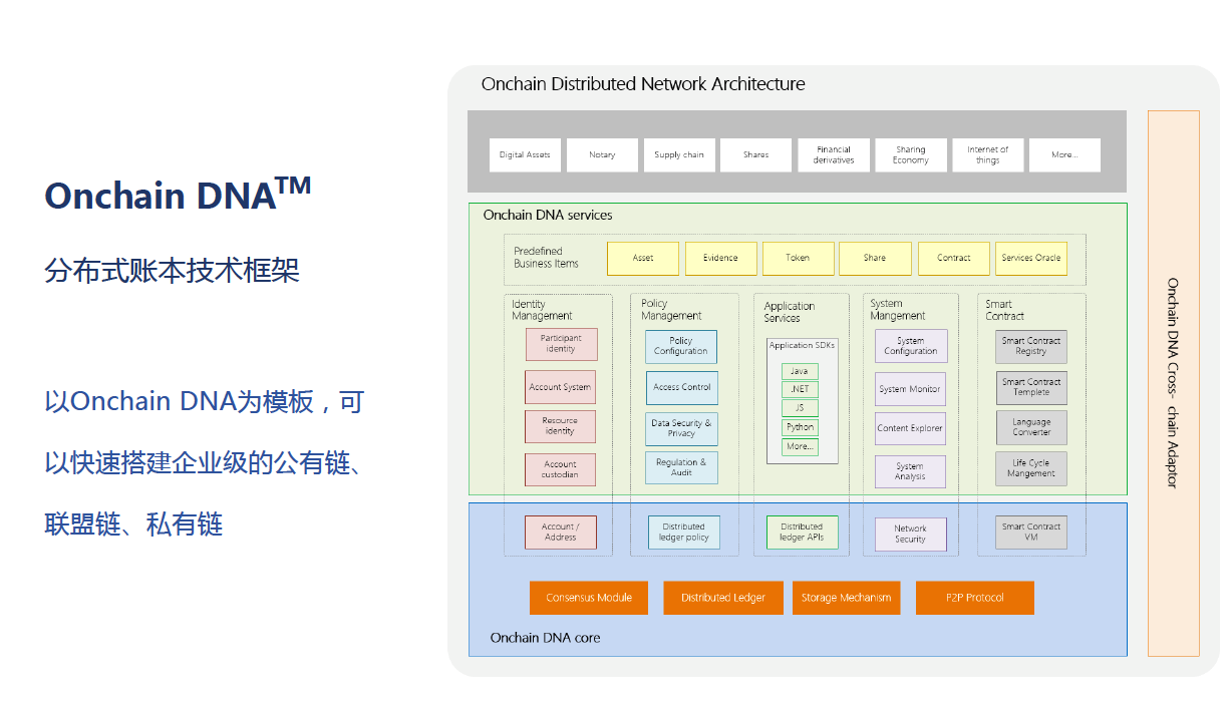 Onchain DNA™
分布式账本技术框架
以Onchain DNA为模板，可
以快速搭建企业级的公有链、
联盟链、私有链
Onchain Distributed Network Architecture
Digital Assets
Notary
Supply chain
Shares
Financial
derivatives
Sharing
Economy
Internet of
things
More...
Onchain DNA services
Predefined
Business Items
Asset
Evidence
Token
Share
Contract
Services Oracle
Identity
Management
Participant
identity
Account System
Resource
identity
Account
custodian
Account /
Address
Policy
Management
Policy
Configuration
Access Control
Data Security &
Privacy
Regulation &
Audit
Distributed
ledger policy
Application
Services
Application SDKs
Java
.NET
JS
Python
More...
Distributed
ledger APIs
System
Mangement
System
Configuration
System Monitor
Content Explorer
System
Analysis
Network
Security
Smart
Contract
Smart Contract
Registry
Smart Contract
Templete
Language
Converter
Life Cycle
Mangement
Smart Contract
VM
Consensus Module
Distributed Ledger
Storage Mechanism
P2P Protocol
Onchain DNA core
Onchain DNA Cross- chain Adaptor